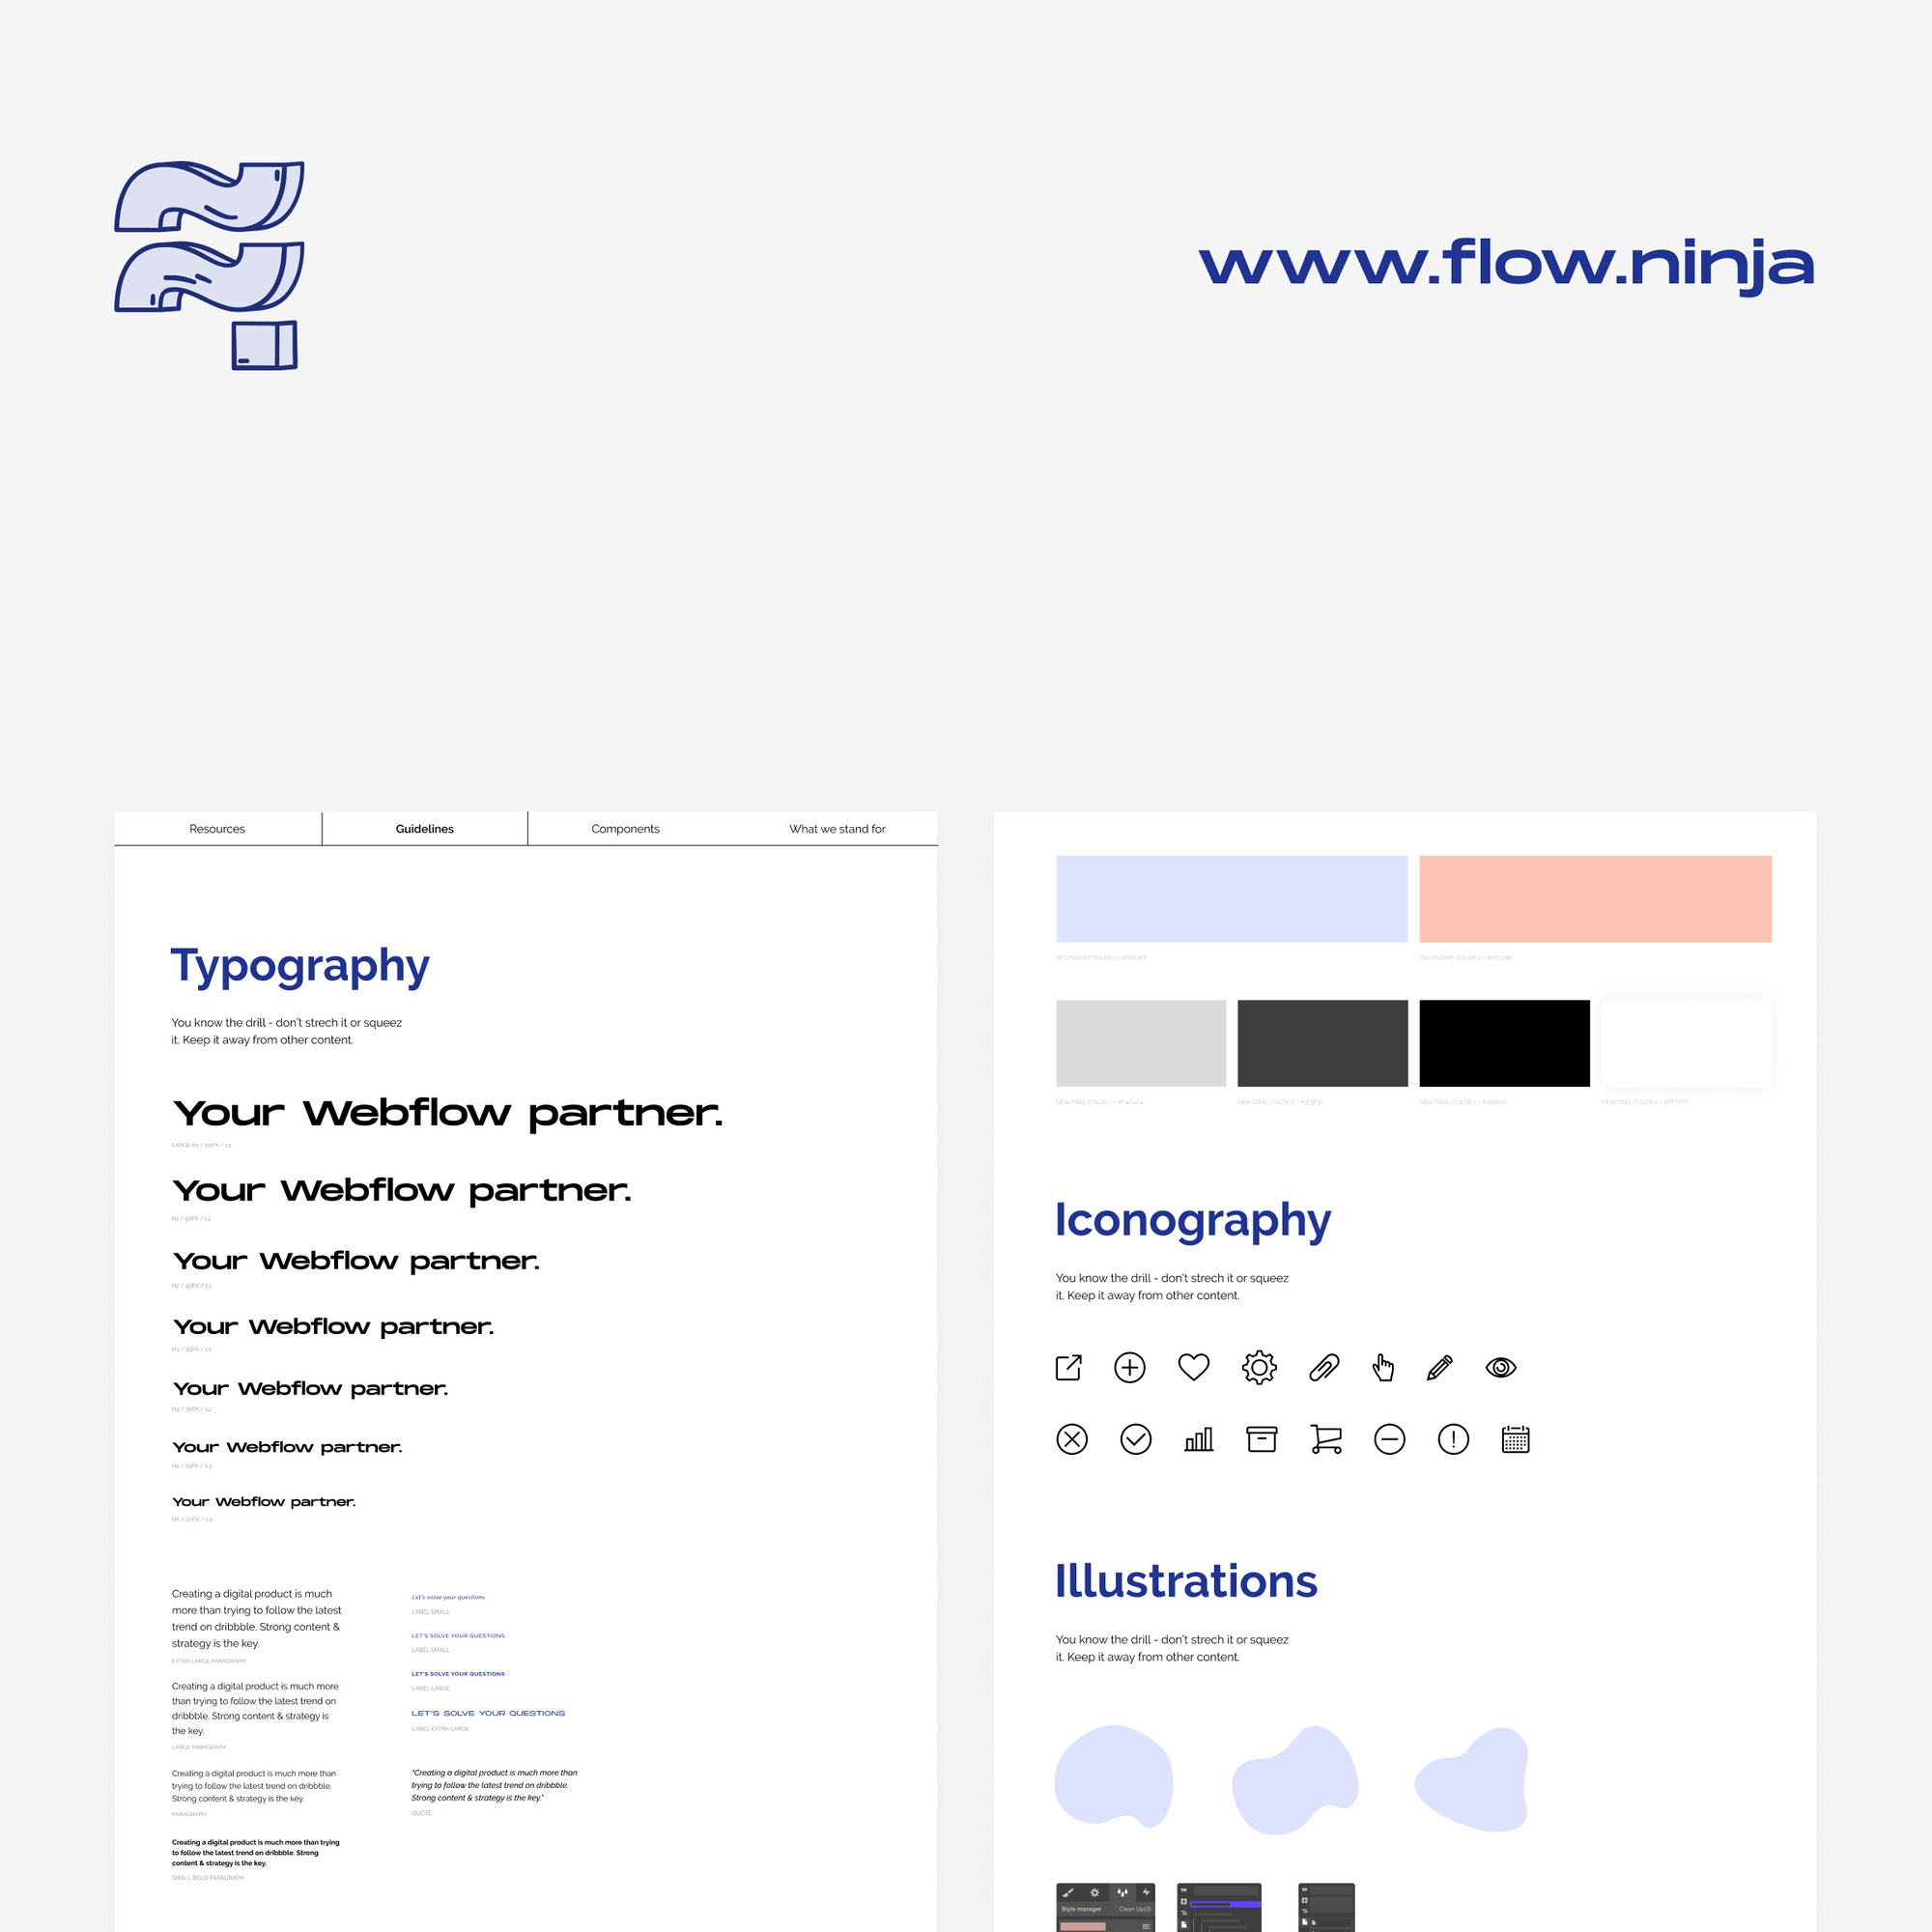 www.flow.ninja
Resources
Guidelines
Components
What we stand for
Typography
You know the drill - don't strech it or squeez
it. Keep it away from other content.
Your Webflow partner.
LARGE H1 / 60PX / 1.1
Your Webflow partner.
H1 / 50PX / 1.1
Your Webflow partner.
H2 / 40PX / 1.1
Your Webflow partner.
H3 / 35PX / 1.2
Your Webflow partner.
H4 / 30PX / 1.2
Your Webflow partner.
H5 / 25PX / 1.3
Your Webflow partner.
H6 / 20PX / 1.3
Creating a digital product is much
more than trying to follow the latest
trend on dribbble. Strong content &
strategy is the key.
EXTRA LARGE PARAGRAPH
Creating a digital product is much more
than trying to follow the latest trend on
dribbble. Strong content & strategy is
the key.
LARGE PARAGRAPH
Creating a digital product is much more than
trying to follow the latest trend on dribbble.
Strong content & strategy is the key.
PARAGRAPH
Creating a digital product is much more than trying
to follow the latest trend on dribbble. Strong
content & strategy is the key.
SMALL BOLD PARAGRAPH
Let's solve your questions
LABEL SMALL
LET'S SOLVE YOUR QUESTIONS
LABEL SMALL
LET'S SOLVE YOUR QUESTIONS
LABEL LARGE
LET'S SOLVE YOUR QUESTIONS
LABEL EXTRA LARGE
"Creating a digital product is much more than
trying to follow the latest trend on dribbble.
Strong content & strategy is the key."
QUOTE
SECONDARY COLOR 1 / #DEE3FF
SECONDARY COLOR 2 /
NEAUTRAL COLOR 1 / #C4C4C4
NEAUTRAL COLOR 2 / #3F3F3F
NEAUTRAL COLOR 3 / #000000
NEAUTRAL COLOR 4 / #FFFFFF
Iconography
You know the drill - don't strech it or squeez
it. Keep it away from other content.
Illustrations
You know the drill - don't strech it or squeez
it. Keep it away from other content.
Style manager
Clean Up(0)